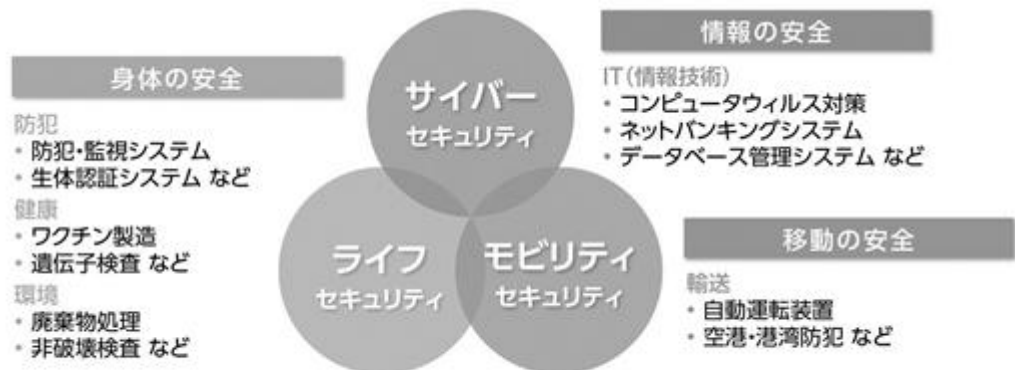 身体の安全
防犯
・防犯・監視システム
・生体認証システム など
健康
・ワクチン製造
・遺伝子検査 など
環境
・廃棄物処理
・非破壊検査 など
サイバー
セキュリティ
ライフ
セキュリティ
モビリティ
セキュリティ
情報の安全
IT(情報技術)
・コンピュータウィルス対策
・ネットバンキングシステム
・データベース管理システム など
移動の安全
輸送
・自動運転装置
・空港・港湾防犯 など